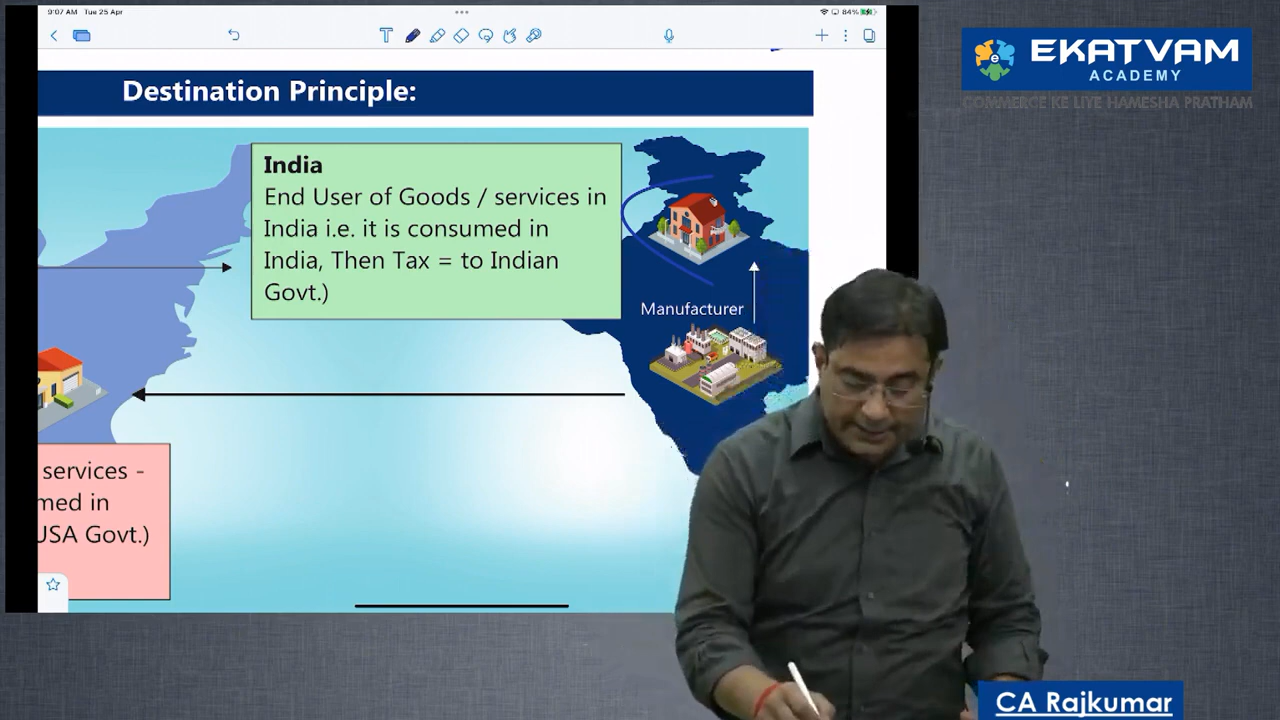 9:07 AM Tue 25 Apr
84%
EKATVAM
ACADEMY
COMMERCE KE LIYE HAMESHA PRATHAM
Destination Principle:
India
End User of Goods / services in
India i.e. it is consumed in
India, Then Tax = to Indian
Govt.)
Manufacturer
services -
med in
USA Govt.)
CA Rajkumar